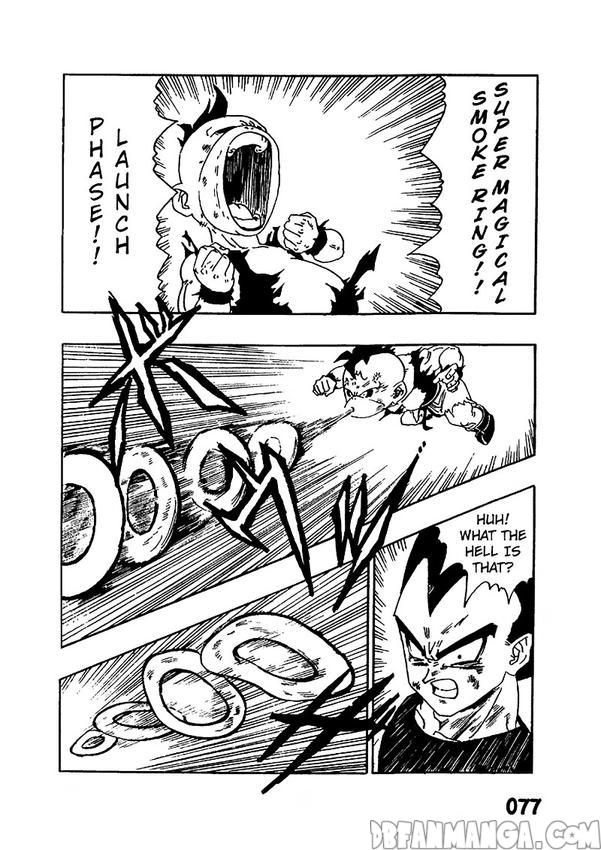 SUPER MAGICAL
SMOKE RING!!
LAUNCH
PHASE!!
HUH!
WHAT THE
HELL IS
THAT?
077
DBFANMANGA.COM